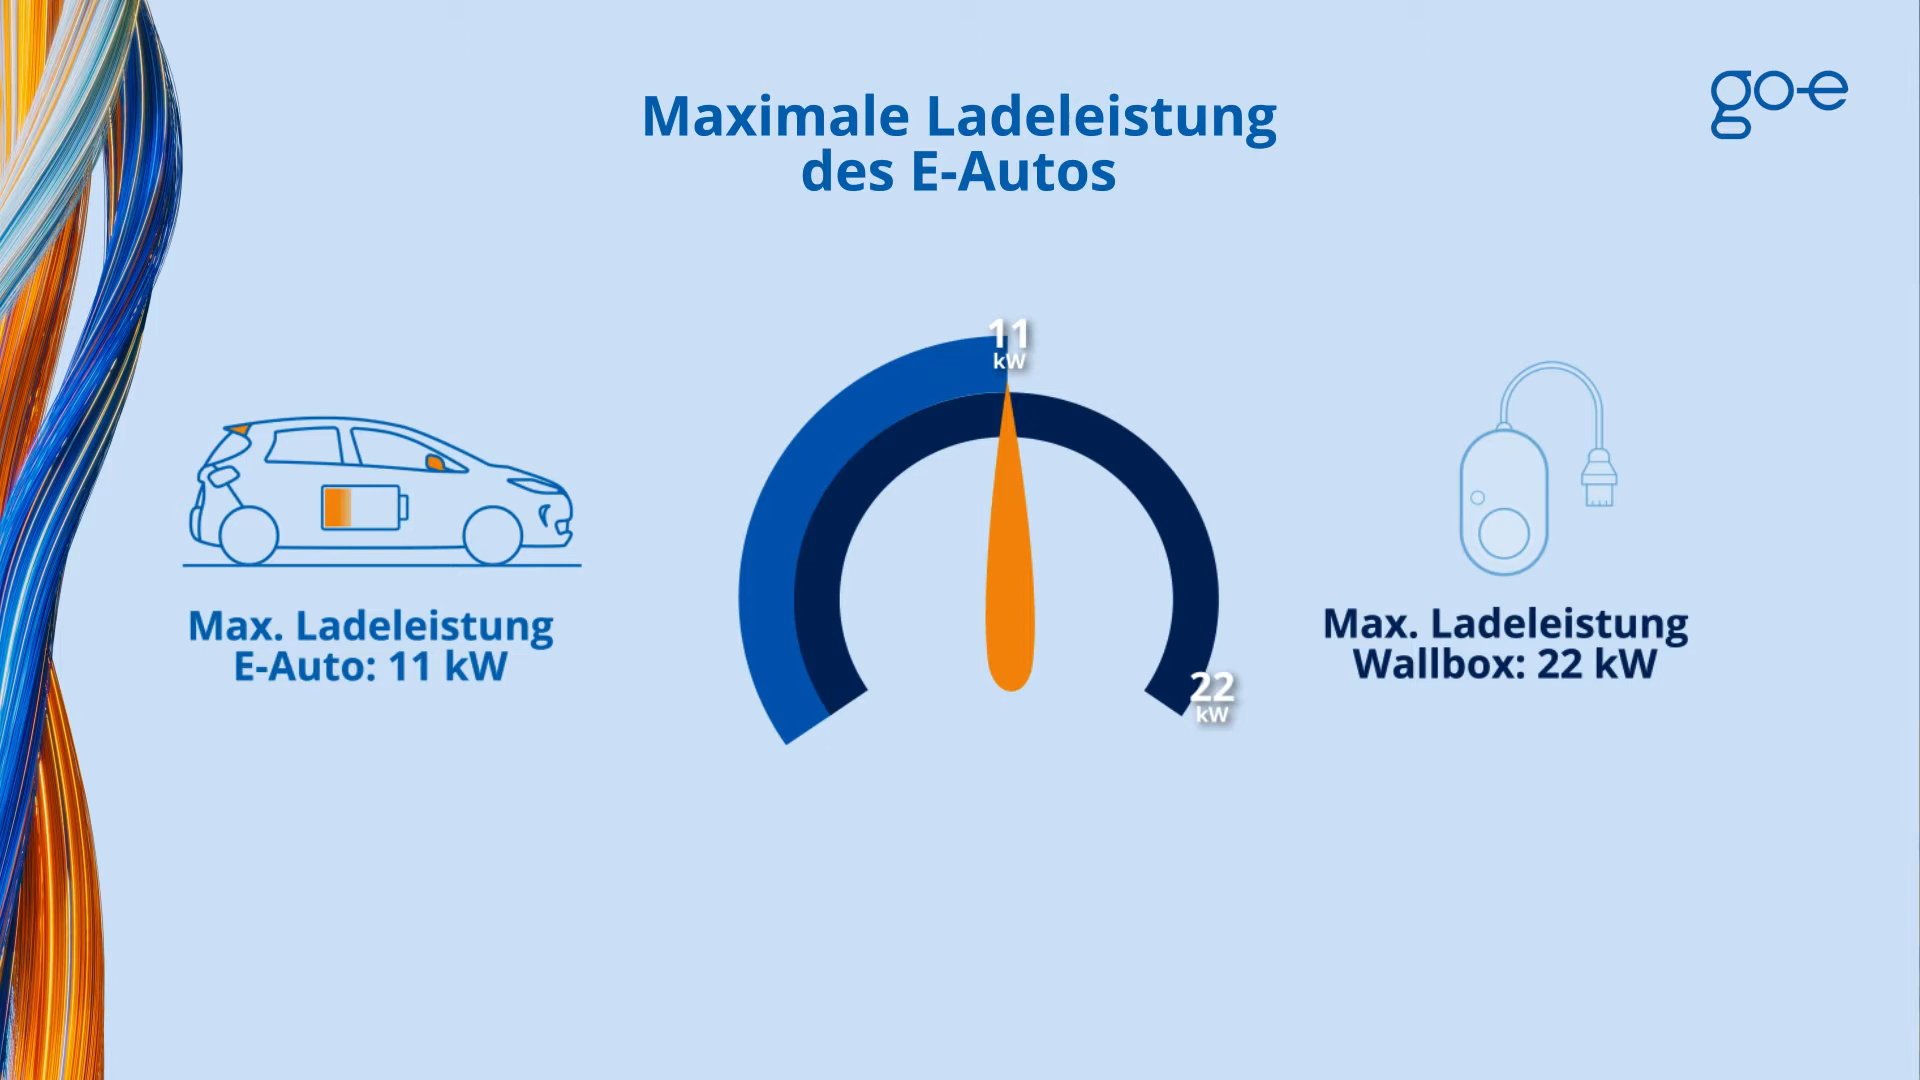 Maximale Ladeleistung
des E-Autos
go-e
11
kW
22
kW
Max. Ladeleistung
E-Auto: 11 kW
Max. Ladeleistung
Wallbox: 22 kW